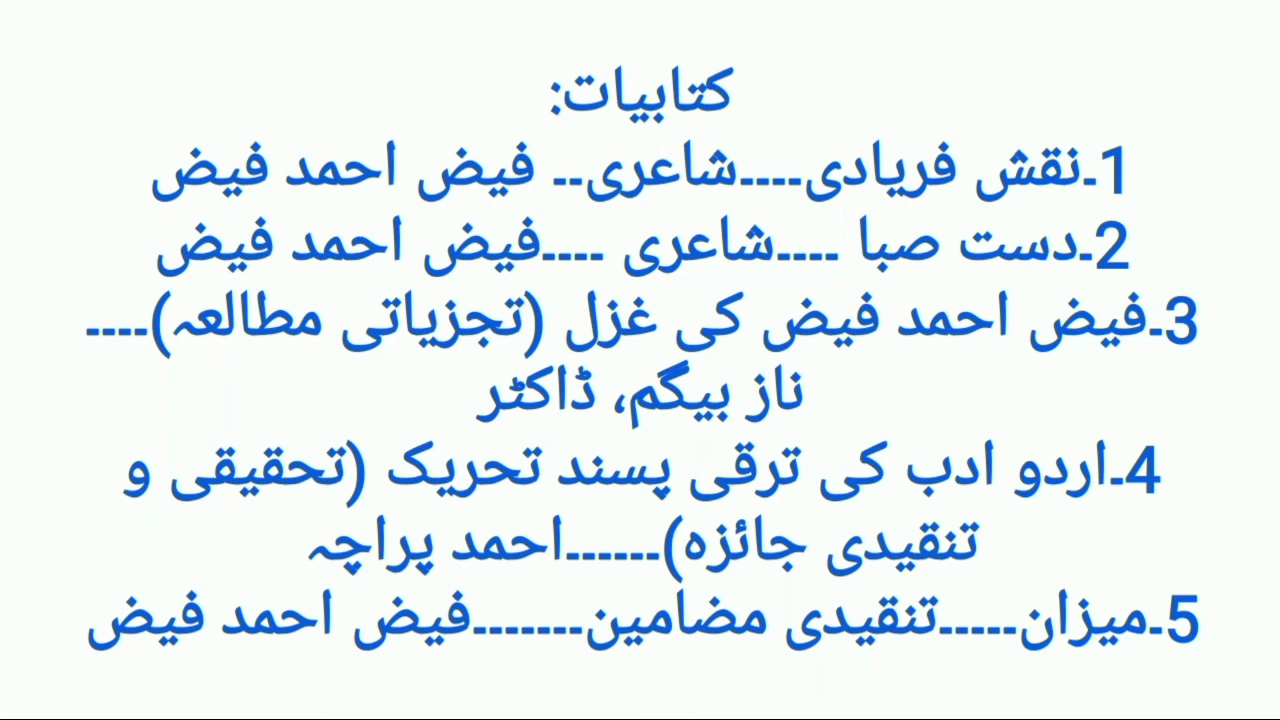 کتابیات:
1۔نقش فریادی۔۔۔۔شاعری۔۔ فیض احمد فیض
2۔دست صبا ۔۔۔۔شاعری ۔۔۔۔فیض احمد فیض
3۔فیض احمد فیض کی غزل (تجزیاتی مطالعہ)۔۔۔۔
ناز بیگم، ڈاکٹر
4۔اردو ادب کی ترقی پسند تحریک (تحقیقی و
تنقیدی جائزہ)۔۔۔۔۔۔احمد پراچہ
5۔میزان۔۔۔۔۔تنقیدی مضامین۔۔۔۔۔۔۔فیض احمد فیض